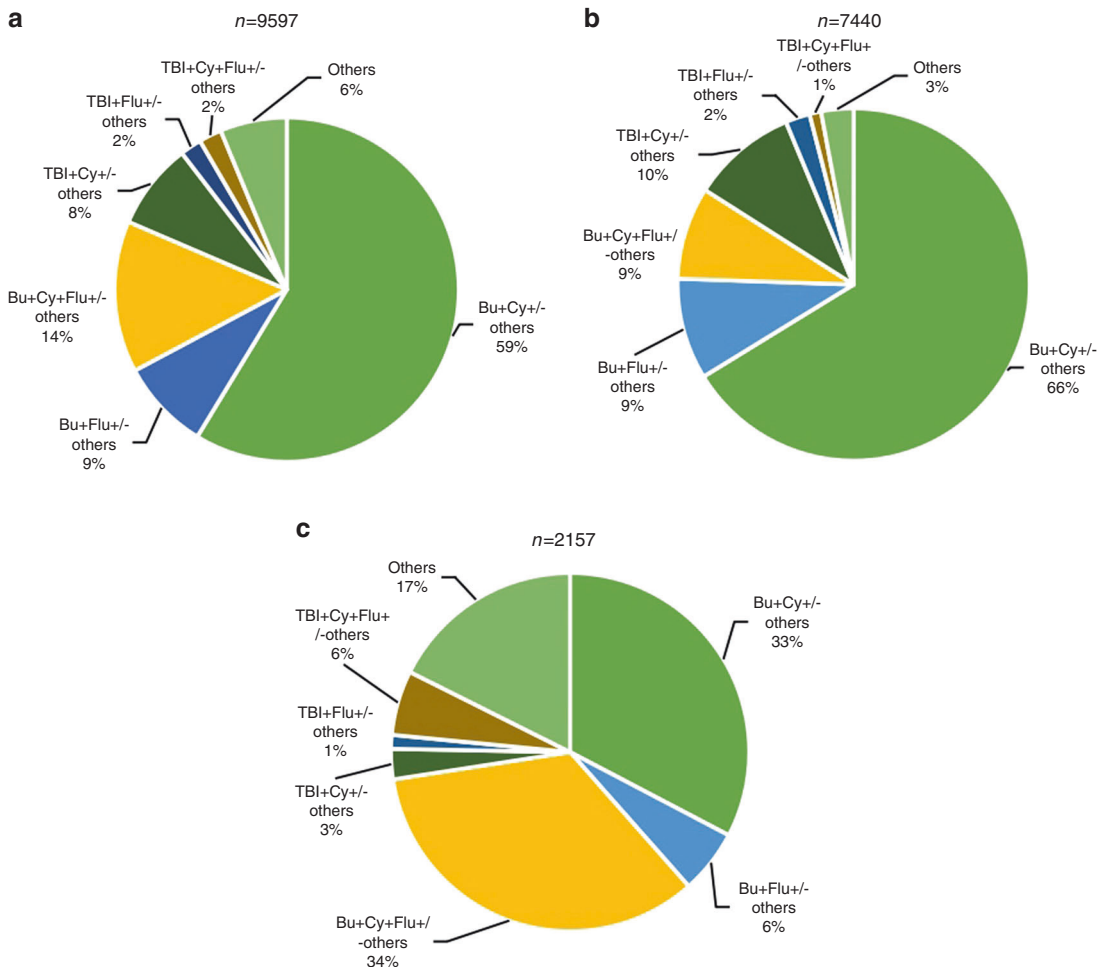 a
n=9597
TBI+Cy+Flu+/-
others
2%
Others
6%
TBI+Flu+/-
others
2%
TBI+Cy+/-
others
8%
Bu+Cy+Flu+/-
others
14%
Bu+Cy+/-
others
59%
Bu+Flu+/-
others
9%
b
n=7440
TBI+Cy+Flu+
/-others
1%
Others
3%
TBI+Flu+/-
others
2%
TBI+Cy+/-
others
10%
Bu+Cy+Flu+/
-others
9%
Bu+Flu+/-
others
9%
Bu+Cy+/-
others
66%
c
n=2157
Others
17%
Bu+Cy+/-
others
33%
TBI+Cy+Flu+
/-others
6%
TBI+Flu+/-
others
1%
TBI+Cy+/-
others
3%
Bu+Flu+/-
others
6%
Bu+Cy+Flu+/
-others
34%